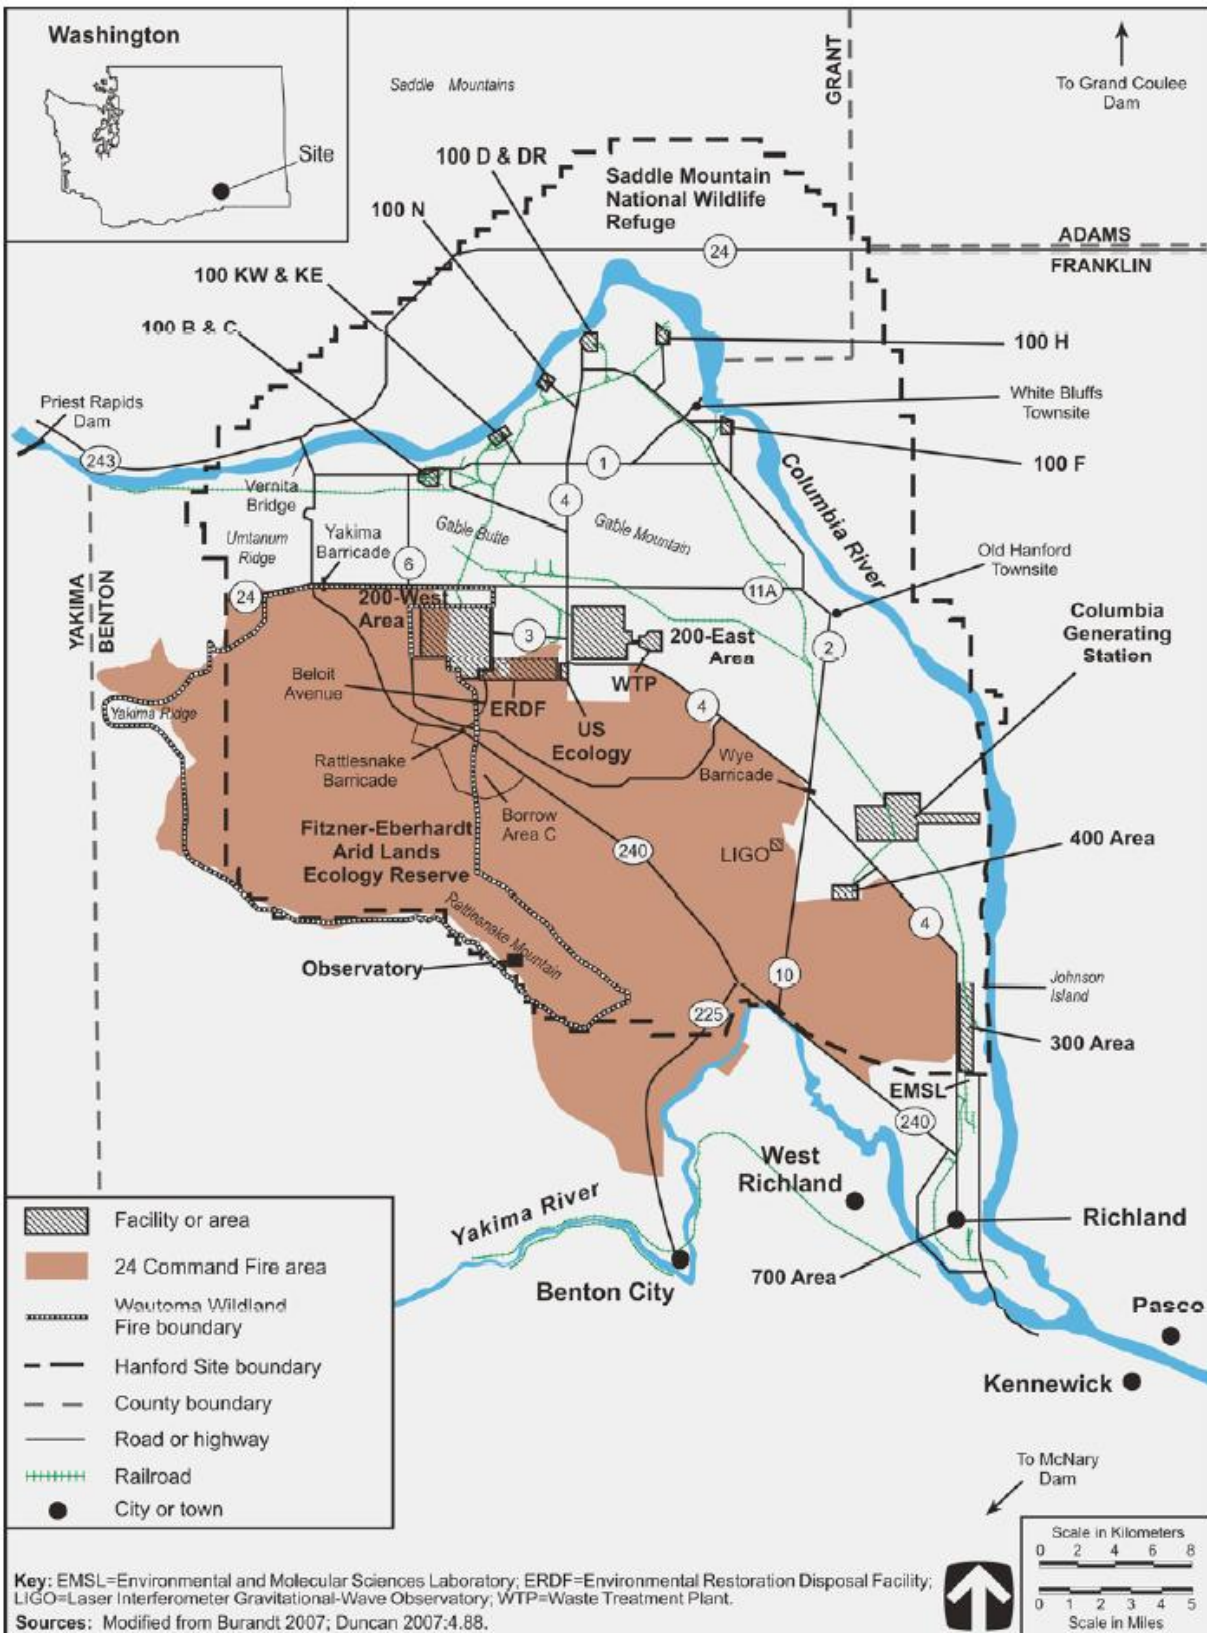 Washington
Site
Saddle Mountains
GRANT
To Grand Coulee
Dam
100 D & DR
Saddle Mountain
National Wildlife
Refuge
100 N
24
ADAMS
FRANKLIN
100 KW & KE
100 B & C
100 H
Priest Rapids
Dam
White Bluffs
Townsite
243
1
100 F
Vernita
Bridge
4
Columbia River
Umtanum
Ridge
Yakima
Barricade
Gable Butte
Gable Mountain
6
Old Hanford
Townsite
YAKIMA
BENTON
24
11A
200-West
Area
3
200-East
Area
2
Columbia
Generating
Station
Beloit
Avenue
WTP
ERDF
4
Yakima Ridge
US
Ecology
Rattlesnake
Barricade
Wye
Barricade
Borrow
Area C
Fitzner-Eberhardt
Arid Lands
Ecology Reserve
240
LIGO
400 Area
Rattlesnake Mountain
4
Observatory
10
Johnson
Island
225
300 Area
EMSL
240
West
Richland
Yakima River
Richland
700 Area
Benton City
Pasco
Kennewick
Facility or area
24 Command Fire area
Wautoma Wildland
Fire boundary
Hanford Site boundary
County boundary
Road or highway
Railroad
City or town
To McNary
Dam
Scale in Kilometers
0 2 4 6 8
0 1 2 3 4 5
Scale in Miles
Key: EMSL=Environmental and Molecular Sciences Laboratory; ERDF=Environmental Restoration Disposal Facility;
LIGO=Laser Interferometer Gravitational-Wave Observatory; WTP=Waste Treatment Plant.
Sources: Modified from Burandt 2007; Duncan 2007:4.88.